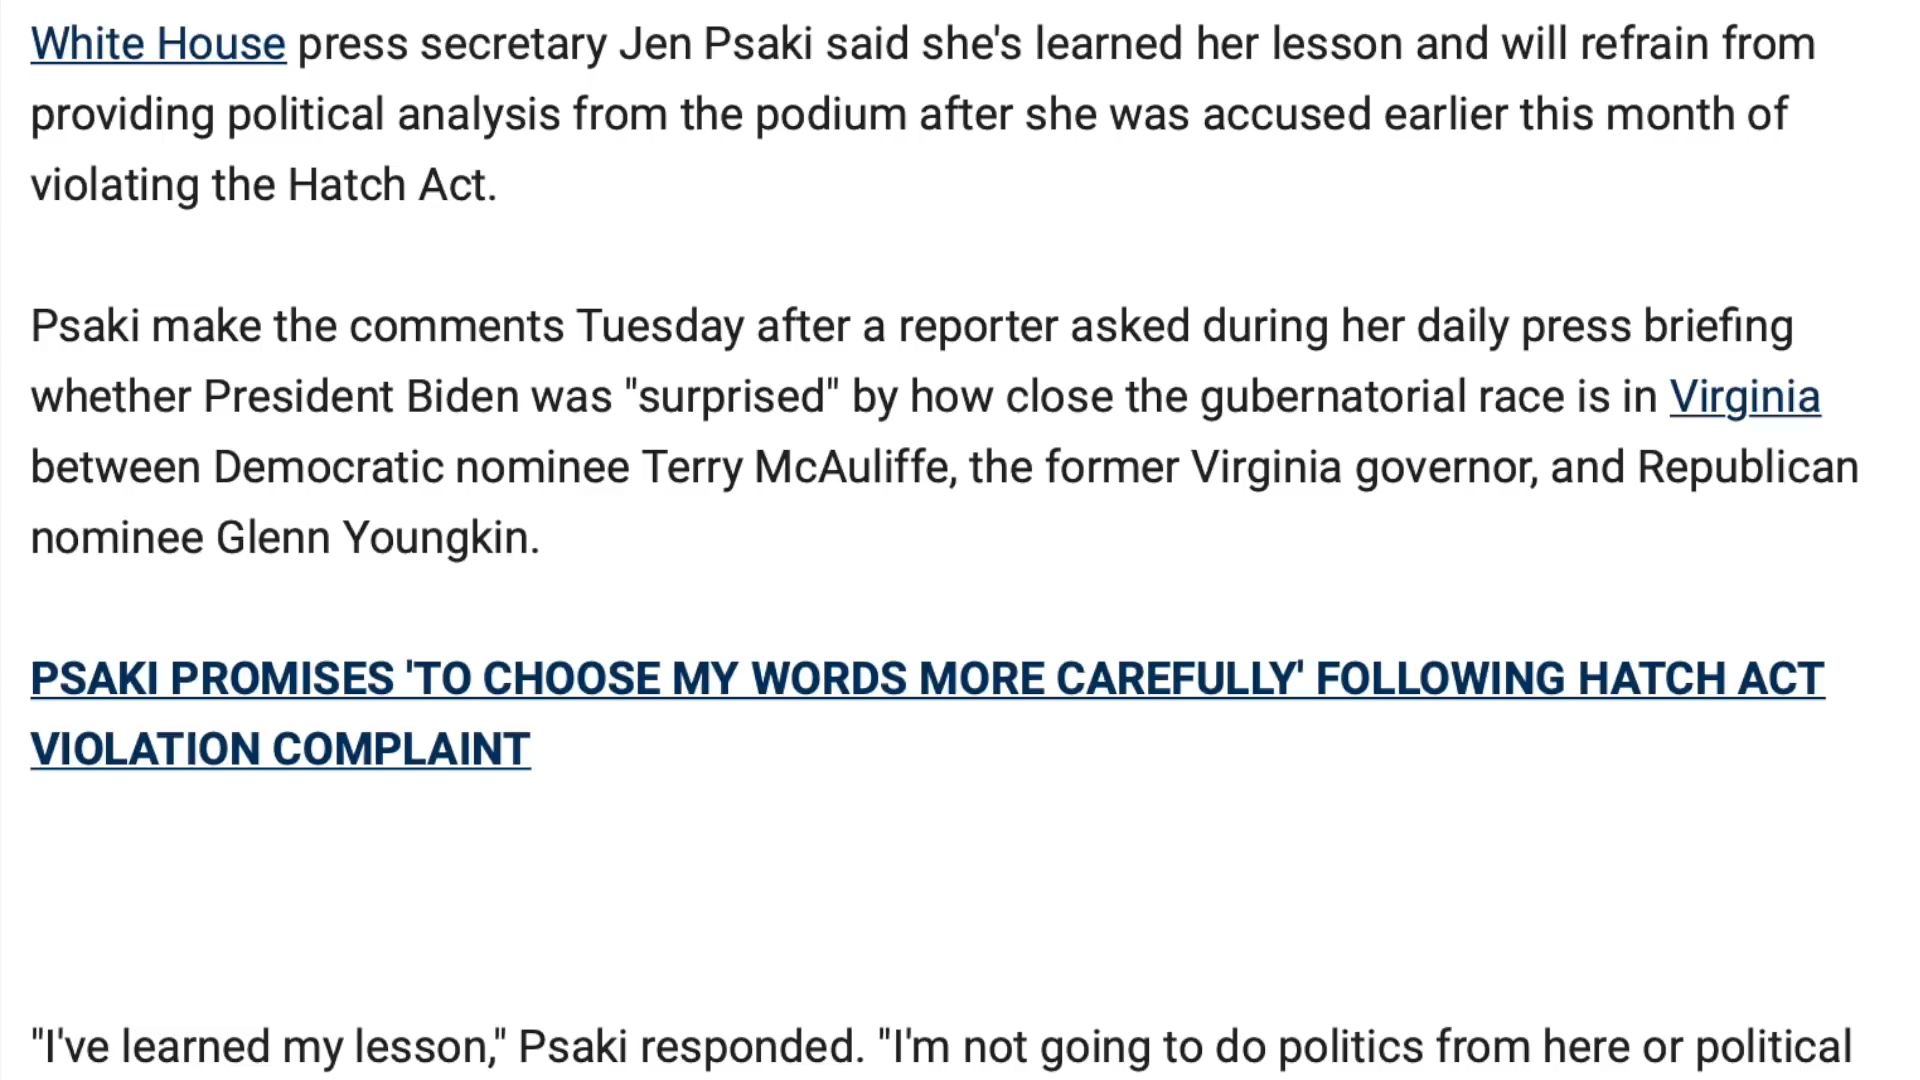 White House press secretary Jen Psaki said she's learned her lesson and will refrain from
providing political analysis from the podium after she was accused earlier this month of
violating the Hatch Act.
Psaki make the comments Tuesday after a reporter asked during her daily press briefing
whether President Biden was "surprised" by how close the gubernatorial race is in Virginia
between Democratic nominee Terry McAuliffe, the former Virginia governor, and Republican
nominee Glenn Youngkin.
PSAKI PROMISES 'TO CHOOSE MY WORDS MORE CAREFULLY' FOLLOWING HATCH ACT
VIOLATION COMPLAINT
"I've learned my lesson," Psaki responded. "I'm not going to do politics from here or political